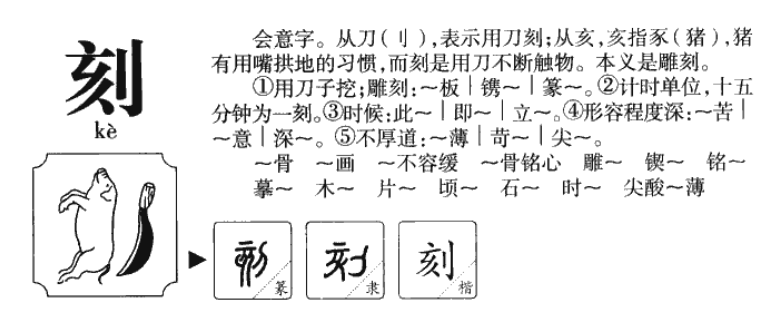 刻
kè
会意字。从刀(刂),表示用刀刻;从亥,亥指豕(猪),猪
有用嘴拱地的习惯,而刻是用刀不断触物。本义是雕刻。
①用刀子挖;雕刻:～板｜镌～｜篆～。②计时单位,十五
分钟为一刻。③时候:此～｜即～｜立～。④形容程度深:～苦｜
～意｜深～。⑤不厚道:～薄｜苛～｜尖～。
～骨 ～画 ～不容缓 ～骨铭心 雕～ 锲～ 铭～
摹～ 木～ 片～ 顷～ 石～ 时～ 尖酸～薄
刻 篆
刻 隶
刻 楷